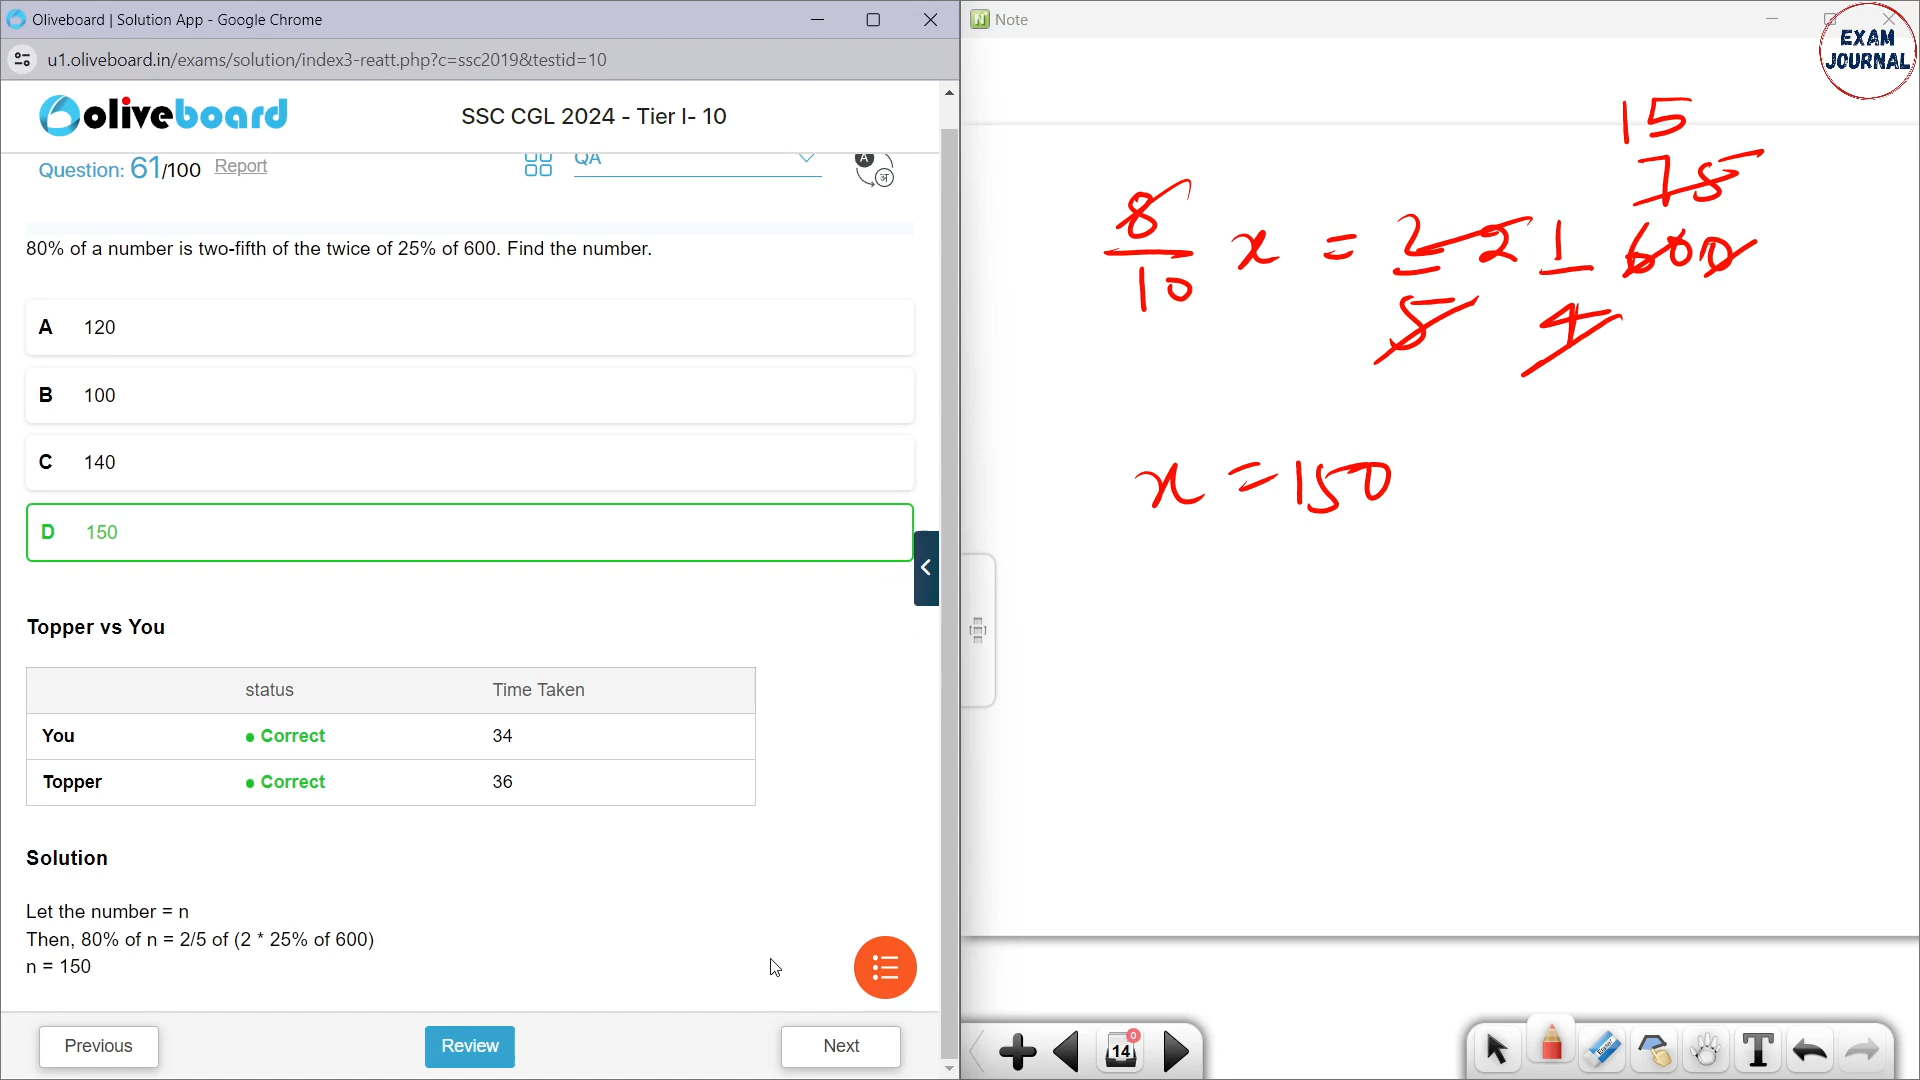 Oliveboard | Solution App - Google Chrome
u1.oliveboard.in/exams/solution/index3-reatt.php?c=ssc2019&testid=10
oliveboard
SSC CGL 2024 - Tier I- 10
Question: 61/100 Report
QA
A अ
80% of a number is two-fifth of the twice of 25% of 600. Find the number.
A 120
B 100
C 140
D 150
Topper vs You
status Time Taken
You Correct 34
Topper Correct 36
Solution
Let the number = n
Then, 80% of n = 2/5 of (2 * 25% of 600)
n = 150
Previous Review Next
N Note
EXAM
JOURNAL
15
75
8/10 x = 2/5 2 1/4 600
x = 150
14 0
T